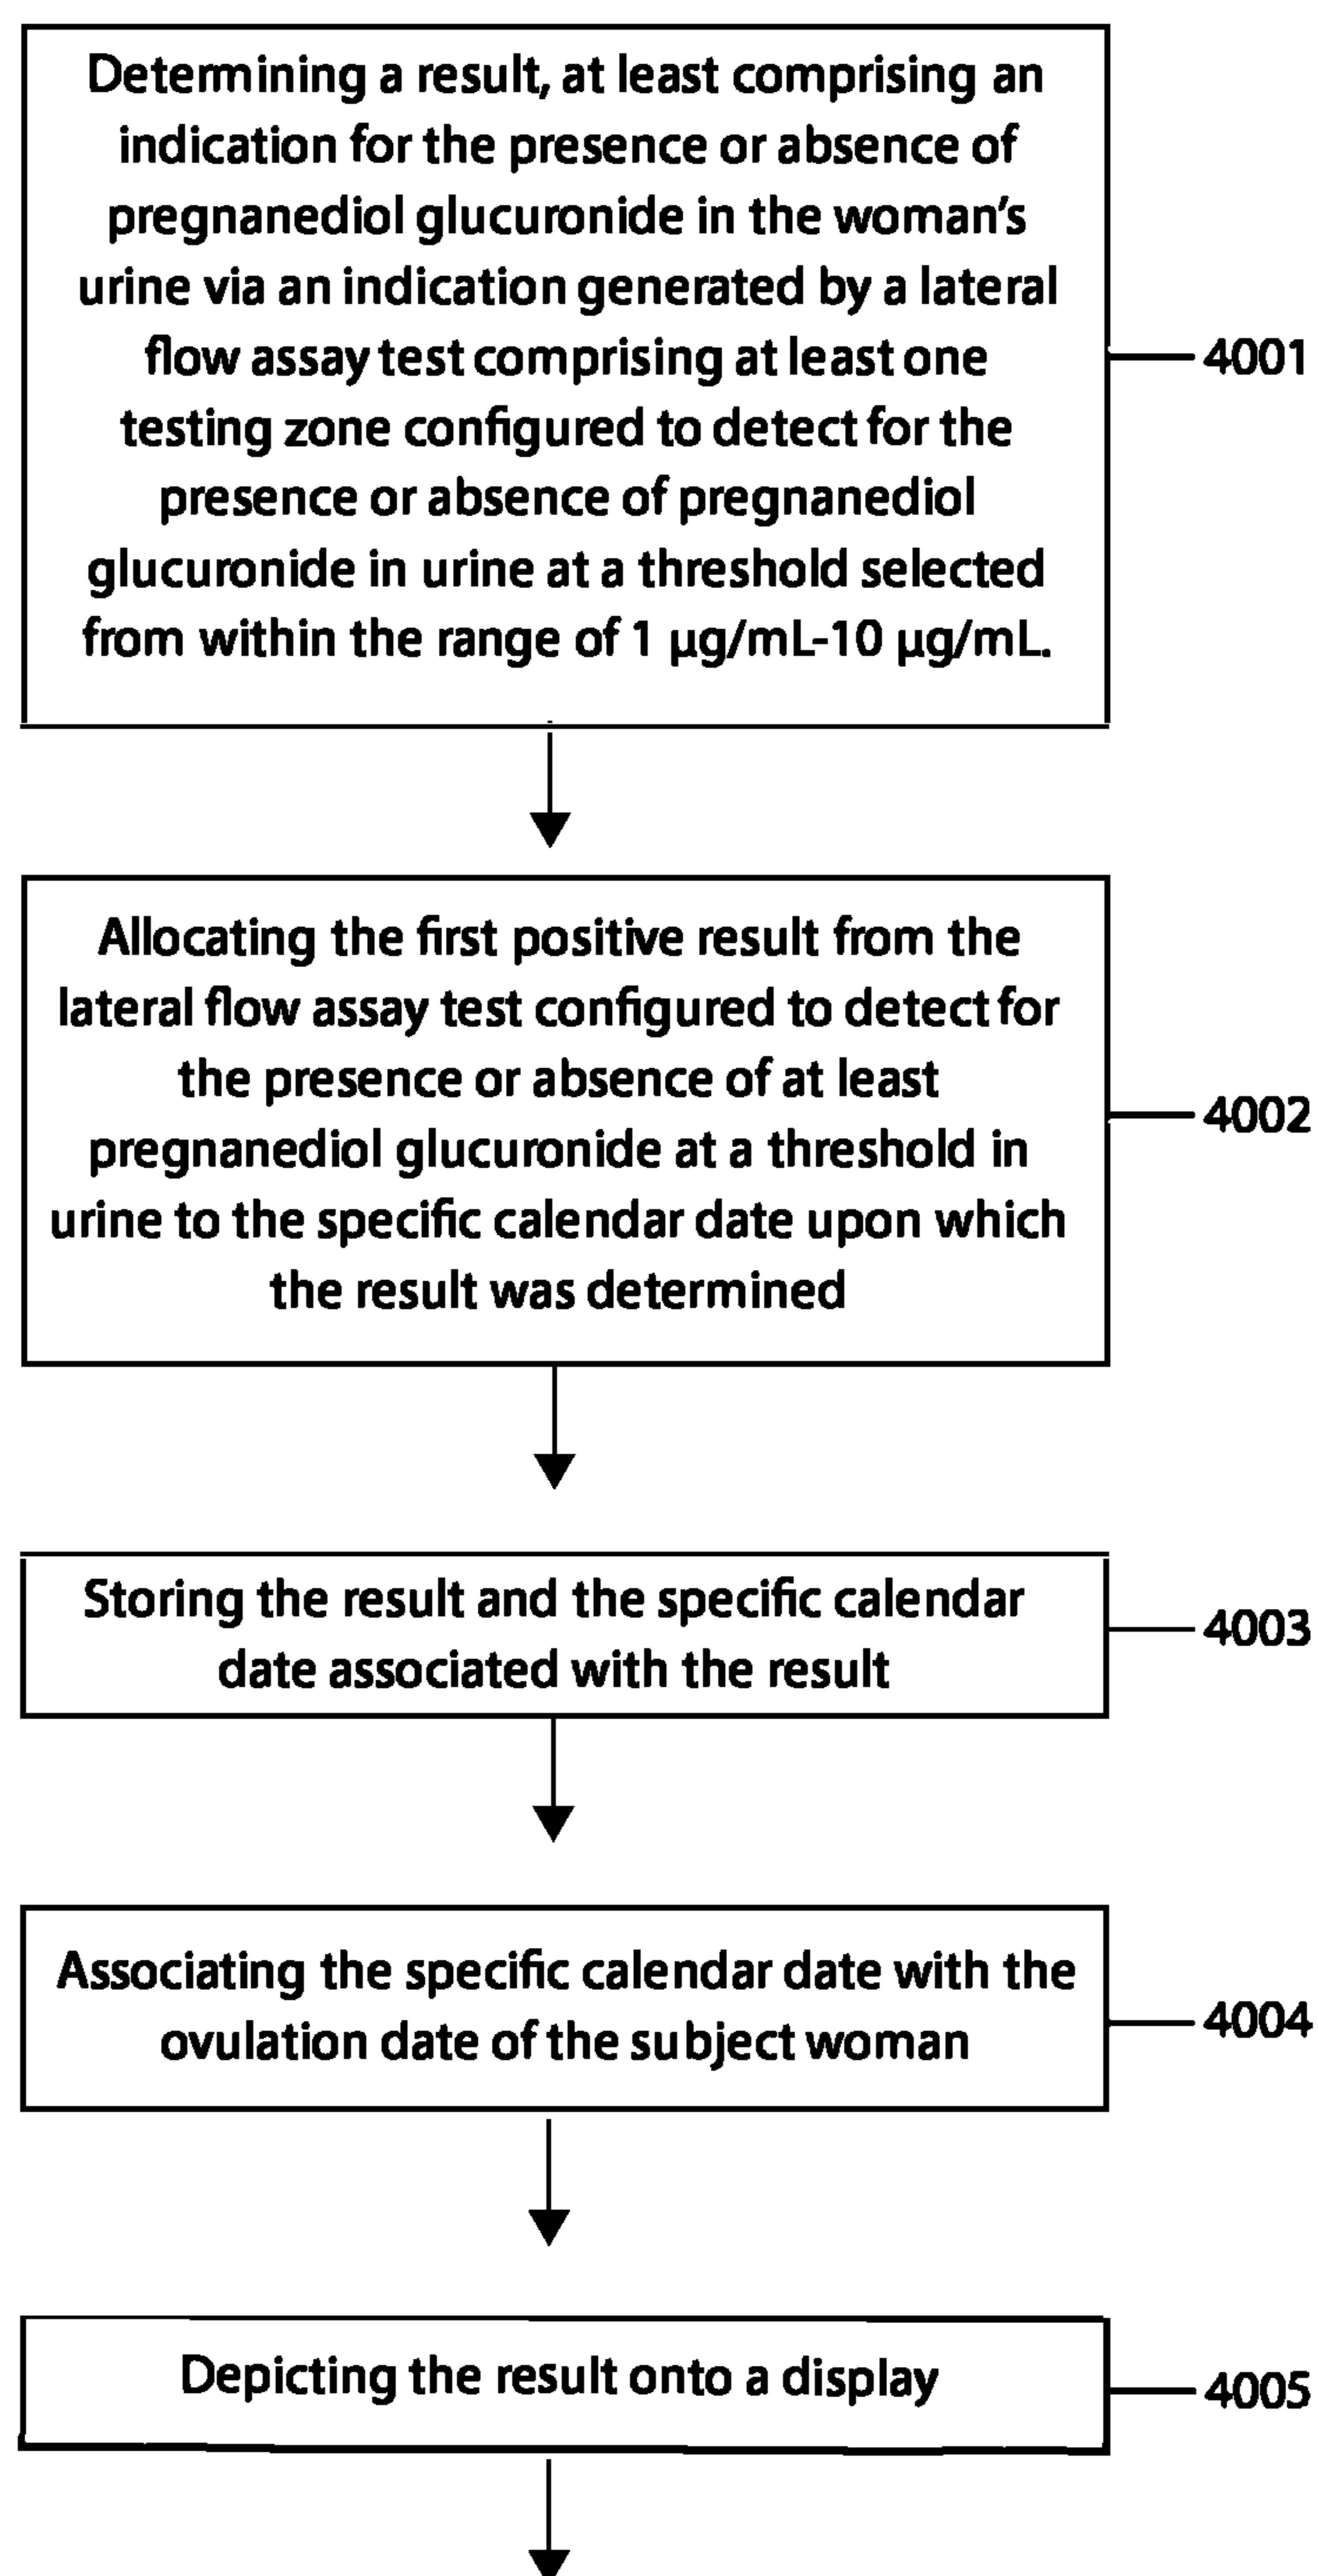 Determining a result, at least comprising an
indication for the presence or absence of
pregnanediol glucuronide in the woman's
urine via an indication generated by a lateral
flow assay test comprising at least one
testing zone configured to detect for the
presence or absence of pregnanediol
glucuronide in urine at a threshold selected
from within the range of 1 µg/mL-10 µg/mL.
4001
Allocating the first positive result from the
lateral flow assay test configured to detect for
the presence or absence of at least
pregnanediol glucuronide at a threshold in
urine to the specific calendar date upon which
the result was determined
4002
Storing the result and the specific calendar
date associated with the result
4003
Associating the specific calendar date with the
ovulation date of the subject woman
4004
Depicting the result onto a display
4005